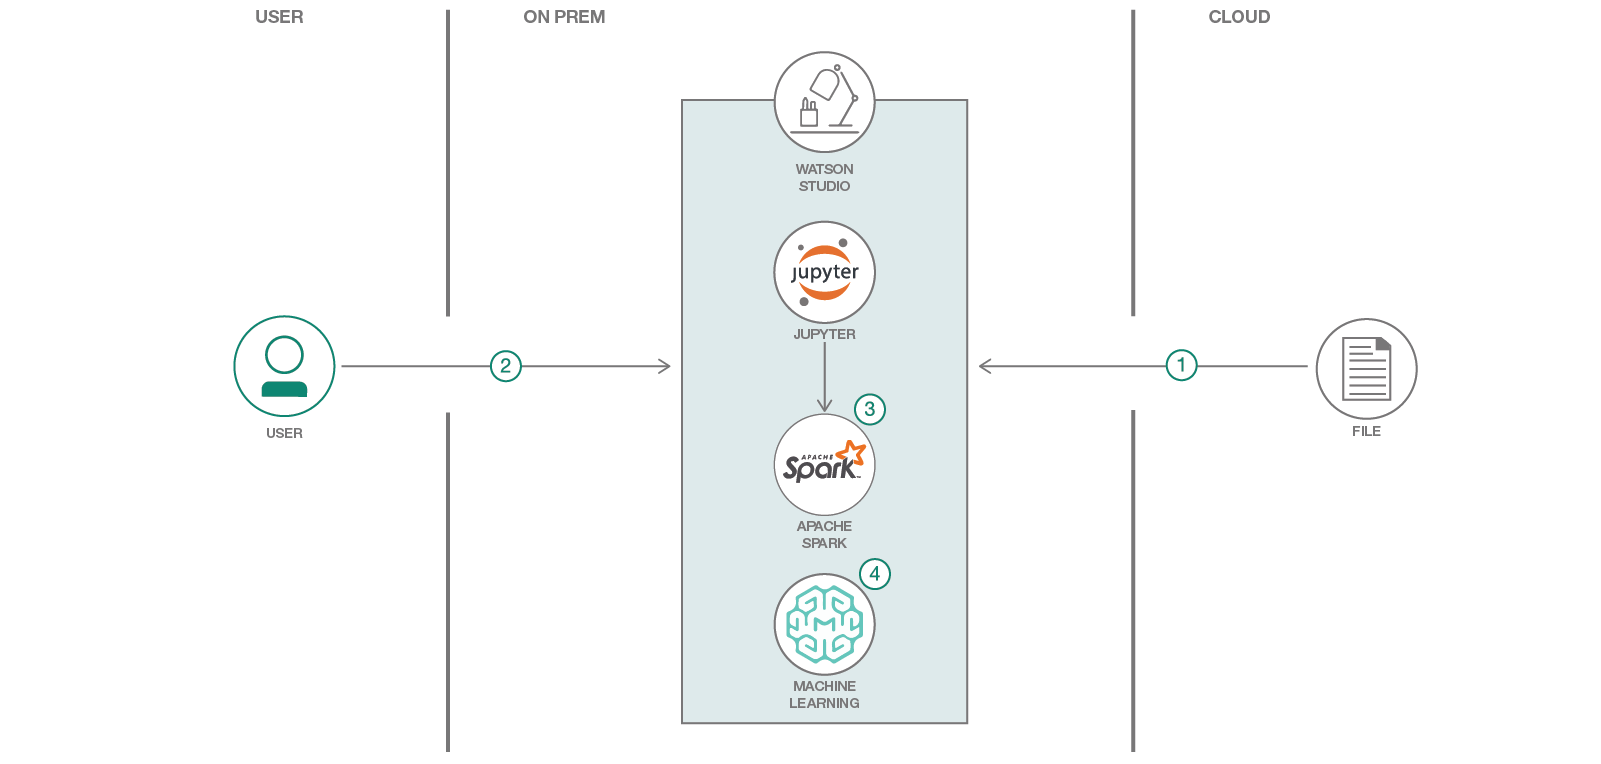 USER
ON PREM
CLOUD
WATSON
STUDIO
jupyter
JUPYTER
2
1
USER
FILE
3
APACHE
Spark™
APACHE
SPARK
4
M
MACHINE
LEARNING